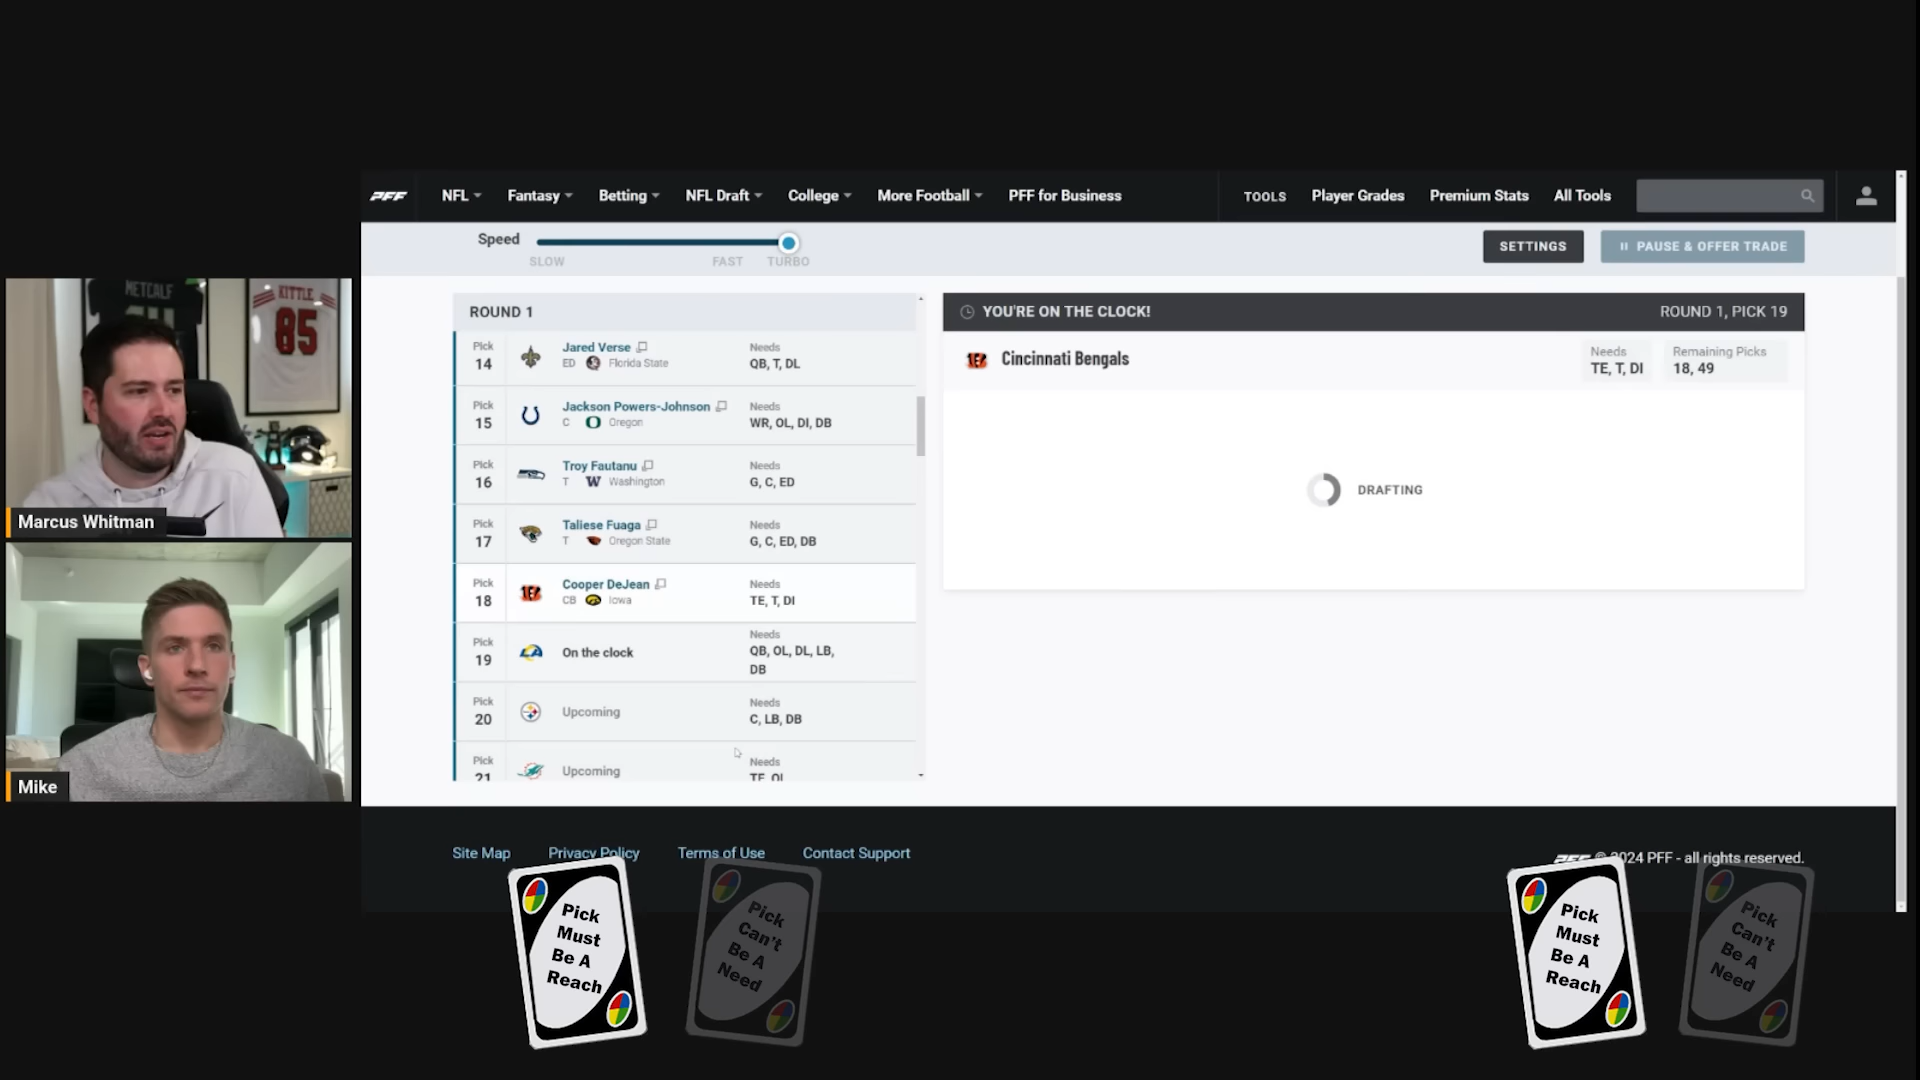 METCALF
KITTLE
85
Marcus Whitman
Mike
PFF
NFL
Fantasy
Betting
NFL Draft
College
More Football
PFF for Business
TOOLS
Player Grades
Premium Stats
All Tools
Speed
SLOW
FAST
TURBO
SETTINGS
PAUSE & OFFER TRADE
ROUND 1
Pick
14
Jared Verse
ED Florida State
Needs
QB, T, DL
Pick
15
Jackson Powers-Johnson
C Oregon
Needs
WR, OL, DI, DB
Pick
16
Troy Fautanu
T W Washington
Needs
G, C, ED
Pick
17
Taliese Fuaga
T Oregon State
Needs
G, C, ED, DB
Pick
18
Cooper DeJean
CB Iowa
Needs
TE, T, DI
Pick
19
On the clock
Needs
QB, OL, DL, LB,
DB
Pick
20
Upcoming
Needs
C, LB, DB
Pick
21
Upcoming
Needs
TE, OL
YOU'RE ON THE CLOCK!
ROUND 1, PICK 19
Cincinnati Bengals
Needs
TE, T, DI
Remaining Picks
18, 49
DRAFTING
Site Map
Privacy Policy
Terms of Use
Contact Support
PFF © 2024 PFF - all rights reserved.
Pick
Must
Be A
Reach
Pick
Can't
Be A
Need
Pick
Must
Be A
Reach
Pick
Can't
Be A
Need